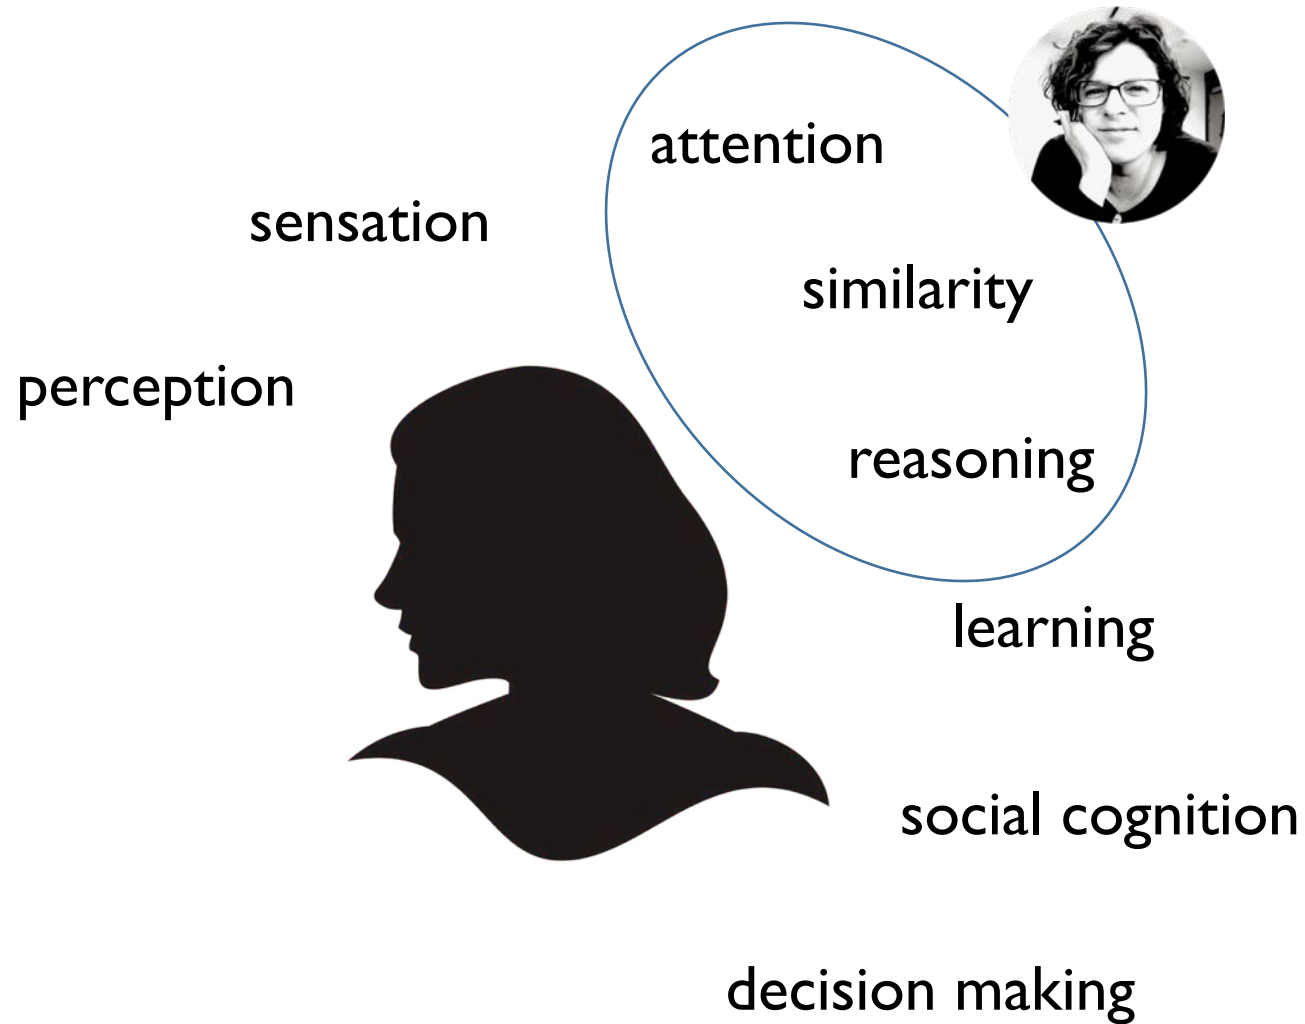 attention
sensation
similarity
perception
reasoning
learning
social cognition
decision making